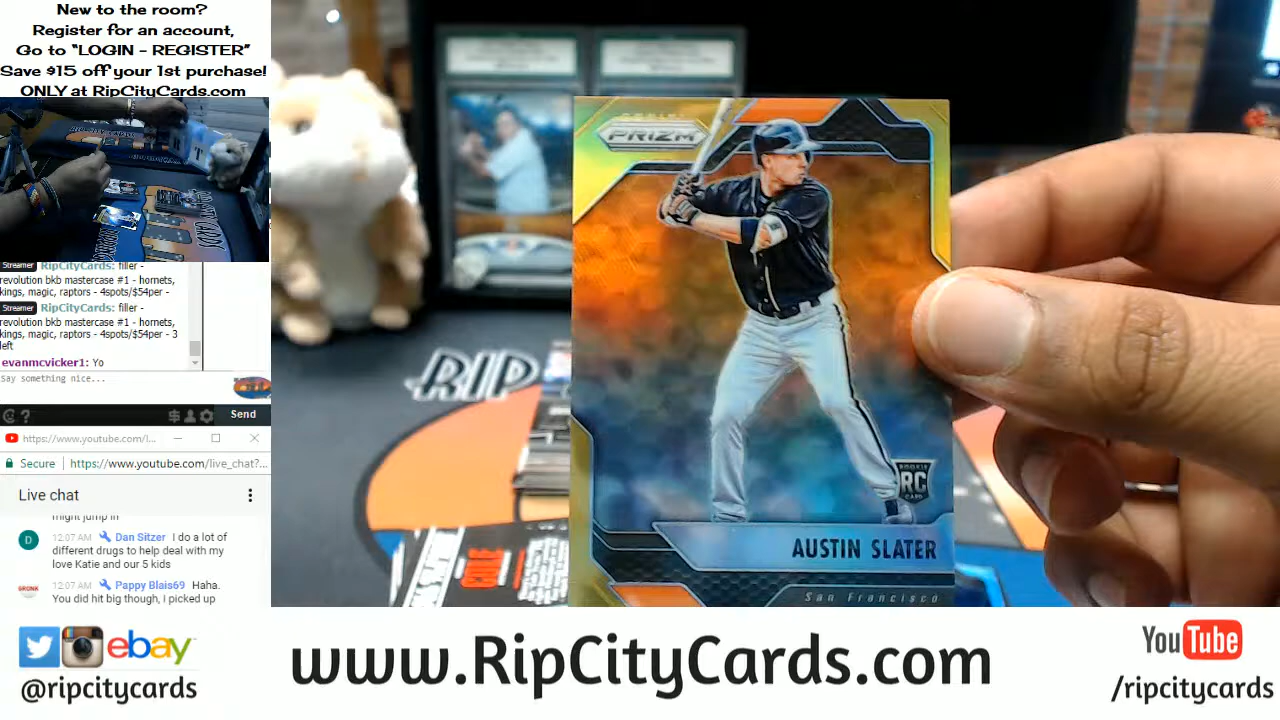 New to the room?
Register for an account,
Go to “LOGIN - REGISTER”
Save $15 off your 1st purchase!
ONLY at RipCityCards.com
Streamer RipCityCards: filler -
revolution bkb mastercase #1 - hornets,
kings, magic, raptors - 4spots/$54per -
Streamer RipCityCards: filler -
revolution bkb mastercase #1 - hornets,
kings, magic, raptors - 4spots/$54per - 3
left
evanmcvicker1: Yo
Say something nice...
Send
https://www.youtube.com/l...
Secure https://www.youtube.com/live_chat?...
Live chat
might jump in
D
12:07 AM Dan Sitzer I do a lot of
different drugs to help deal with my
love Katie and our 5 kids
12:07 AM Pappy Blais69 Haha.
You did hit big though, I picked up
PRIZM
ROOKIE
RC
CARD
AUSTIN SLATER
San Francisco
RIP
ebay
@ripcitycards
www.RipCityCards.com
YouTube
/ripcitycards